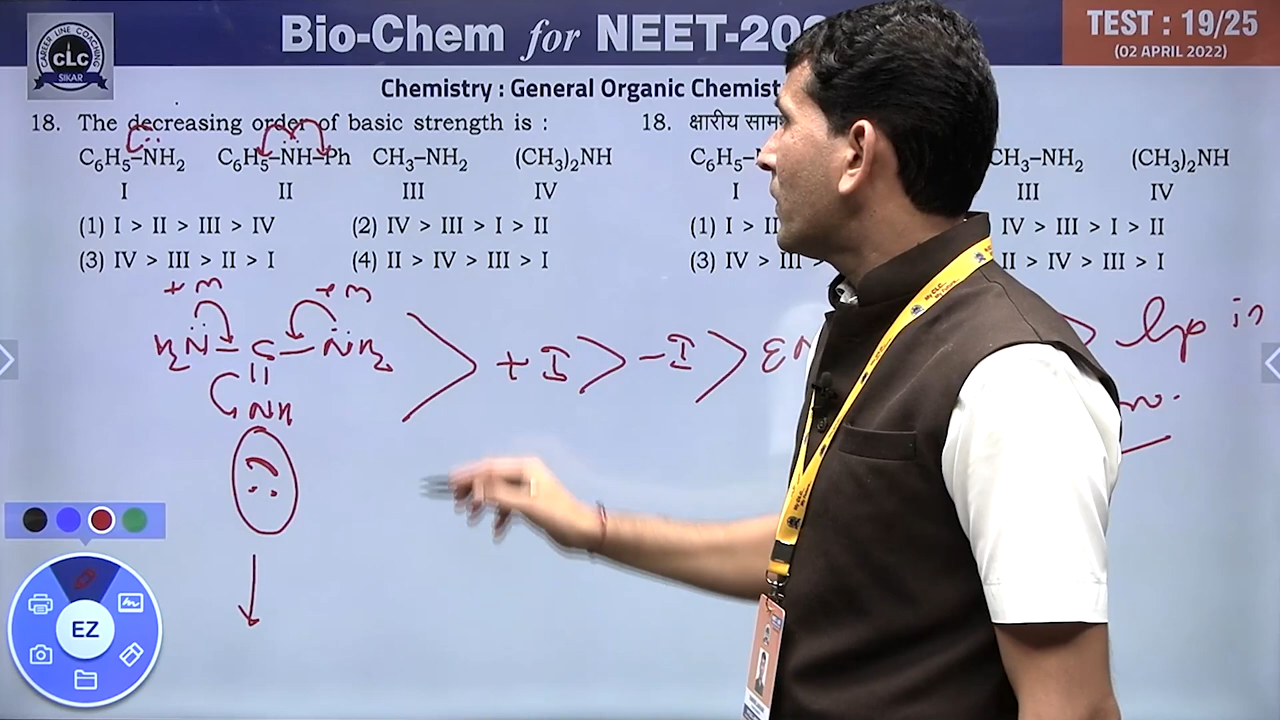 Bio-Chem for NEET-20
TEST : 19/25
(02 APRIL 2022)
CAREER LINE COACHING
CLC
SIKAR
Chemistry : General Organic Chemist
18. The decreasing order of basic strength is :
C₆H₅–NH₂ C₆H₅–NH–Ph CH₃–NH₂ (CH₃)₂NH
I II III IV
(1) I > II > III > IV (2) IV > III > I > II
(3) IV > III > II > I (4) II > IV > III > I
18. क्षारीय
C₆H₅– CH₃–NH₂ (CH₃)₂NH
I III IV
(1) I > II IV > III > I > II
(3) IV > III II > IV > III > I
+m +m
H₂N̈–C–N̈H₂ > +I > –I > > lp in
||
NH
EZ